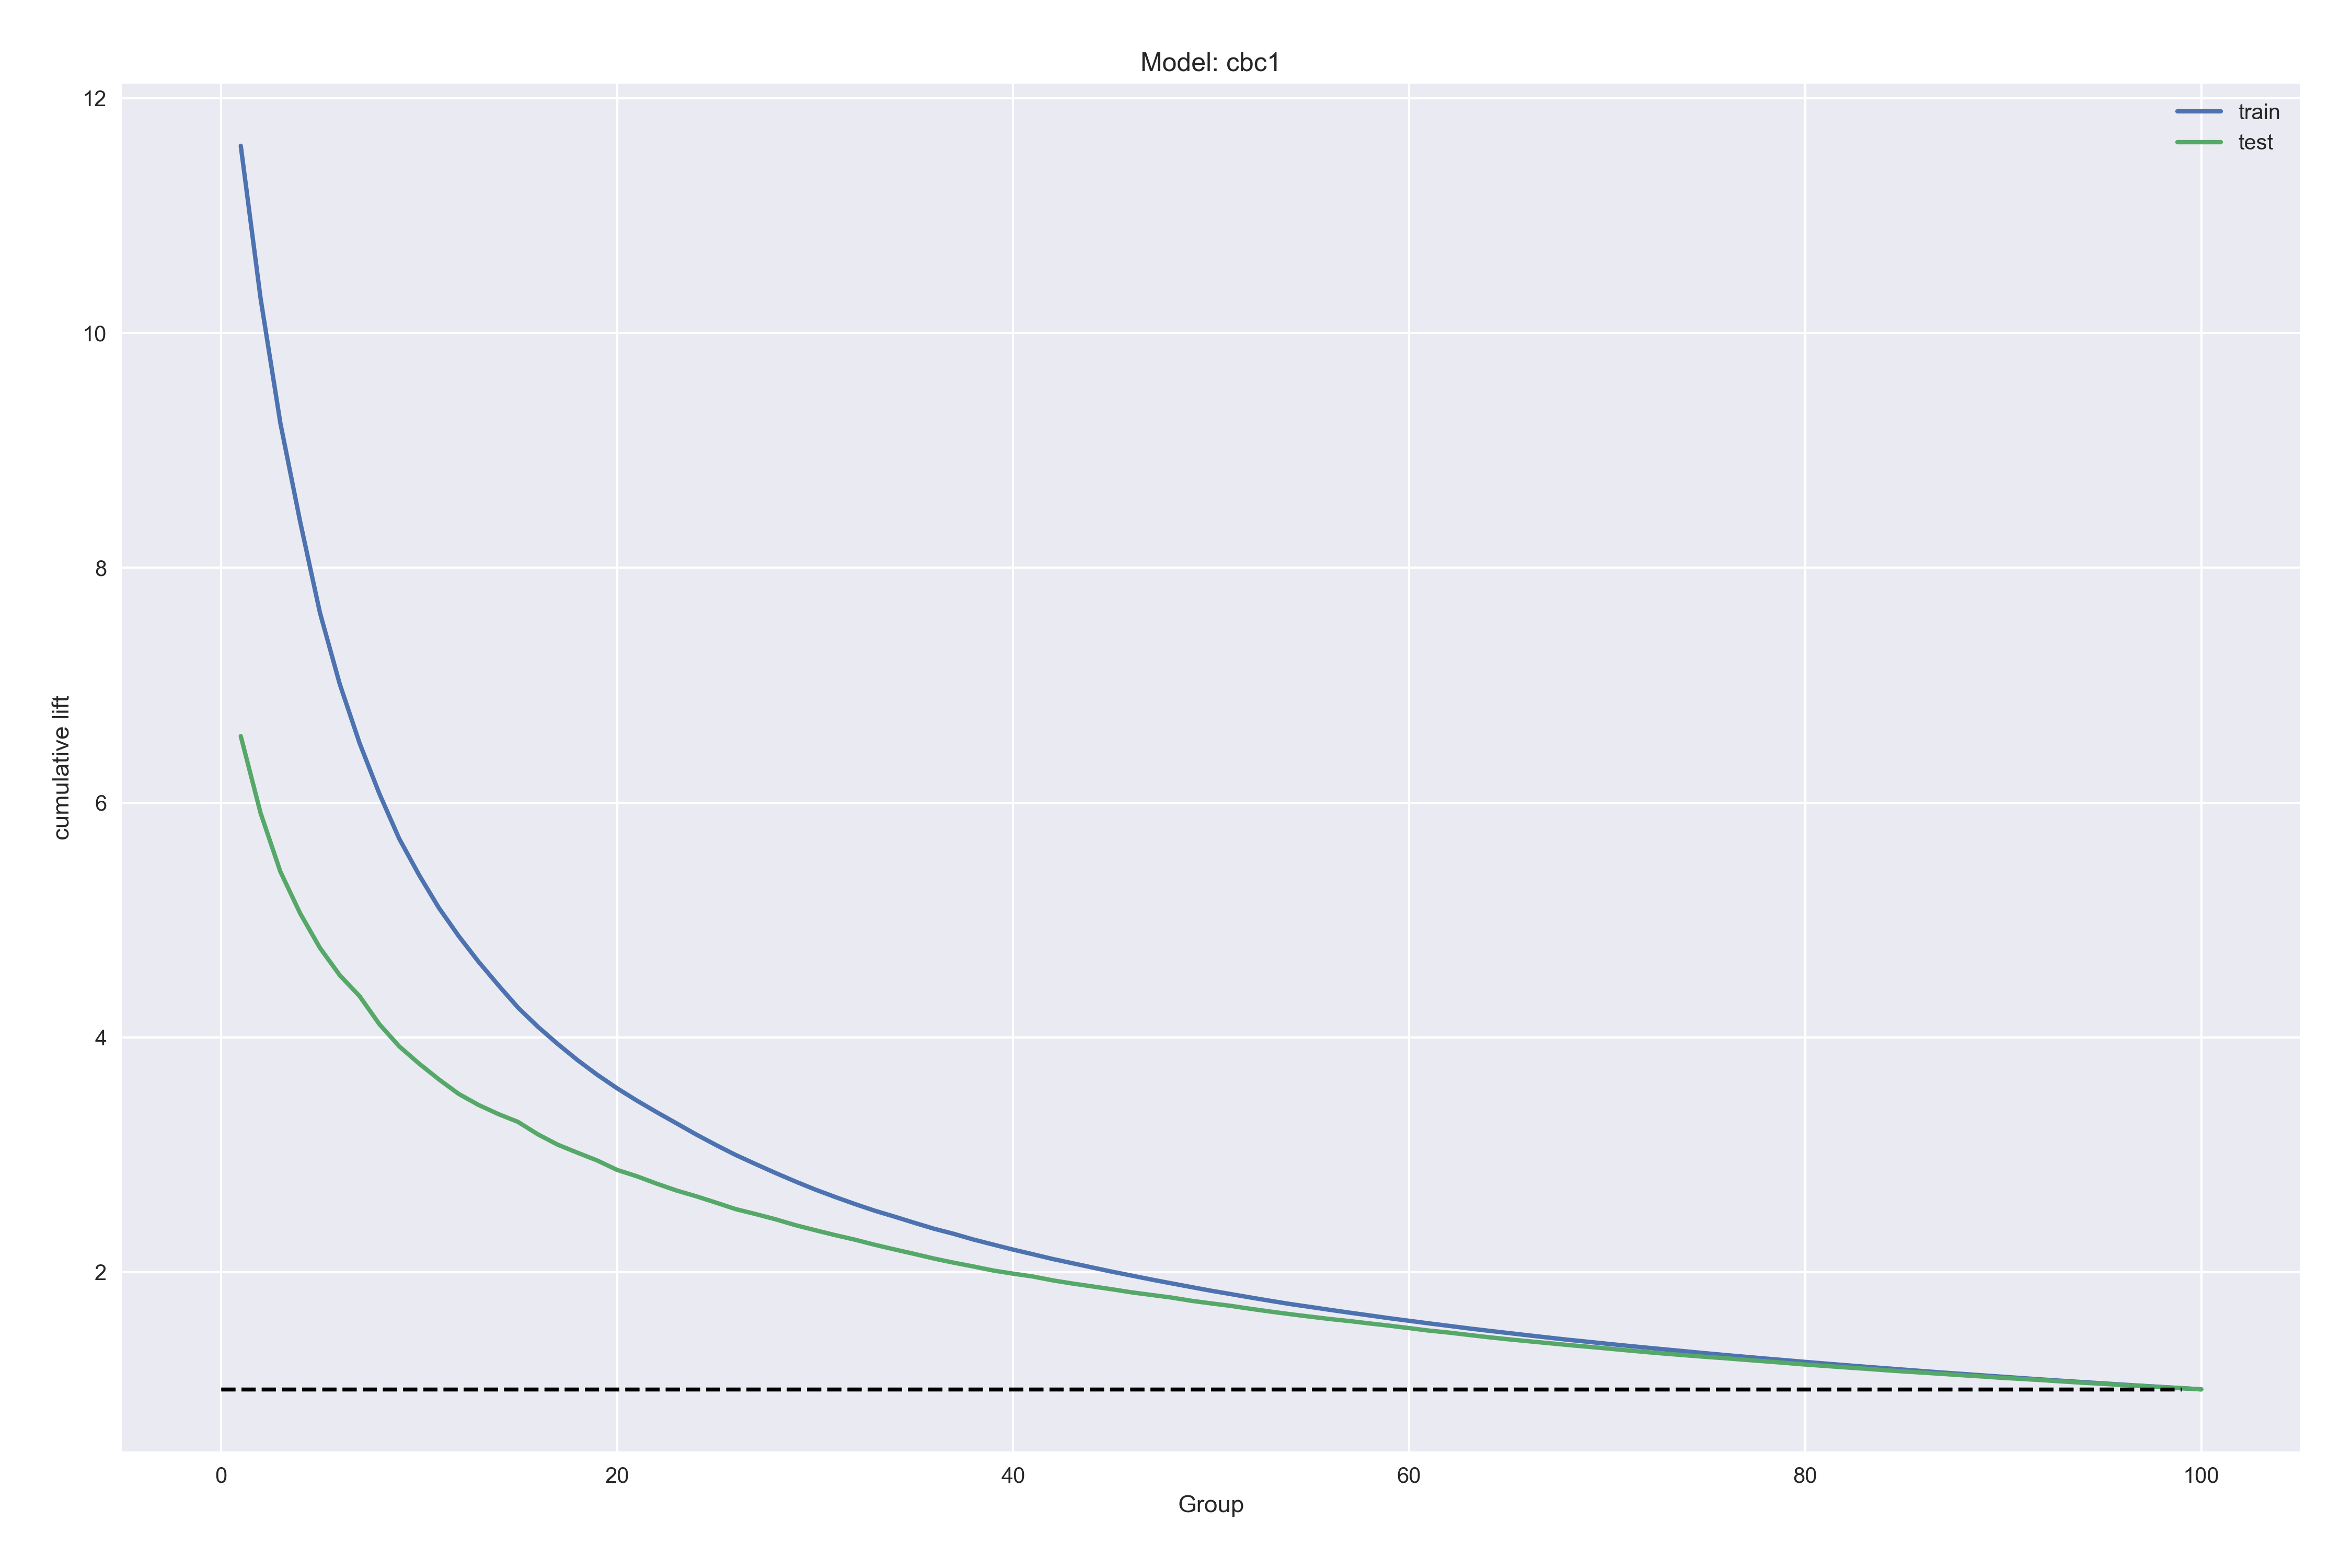 Model: cbc1
12
10
8
6
4
2
cumulative lift
train
test
0 20 40 60 80 100
Group